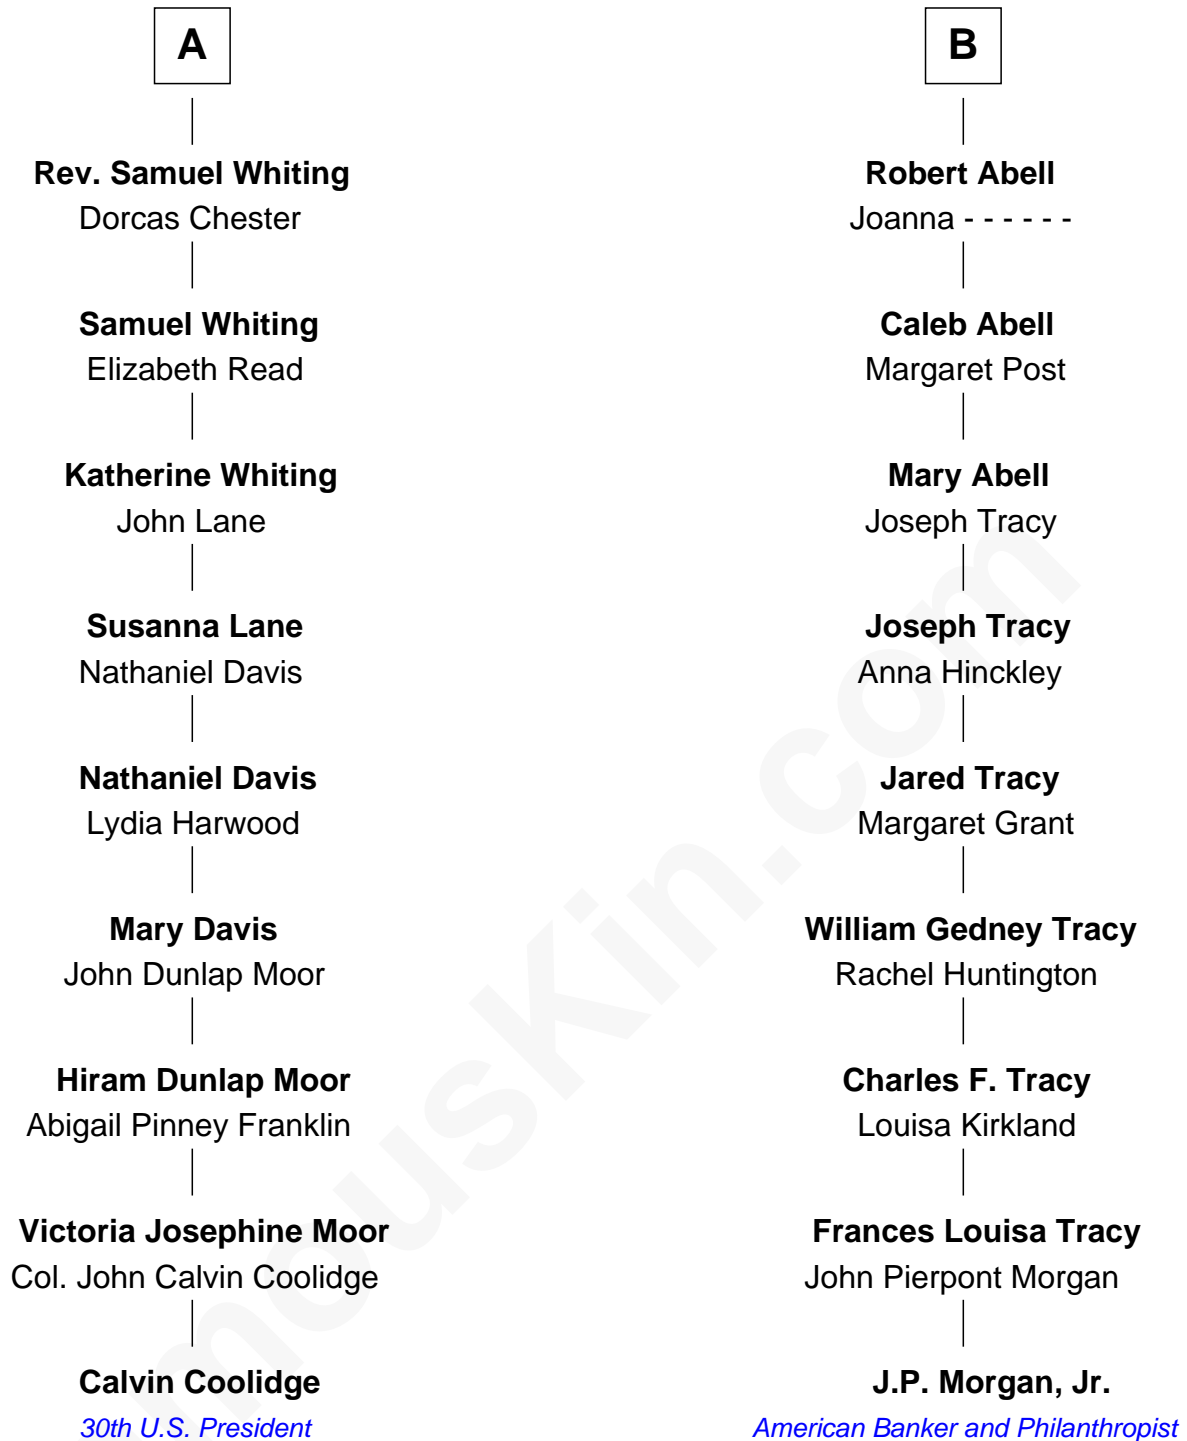 A
Rev. Samuel Whiting
Dorcas Chester
Samuel Whiting
Elizabeth Read
Katherine Whiting
John Lane
Susanna Lane
Nathaniel Davis
Nathaniel Davis
Lydia Harwood
Mary Davis
John Dunlap Moor
Hiram Dunlap Moor
Abigail Pinney Franklin
Victoria Josephine Moor
Col. John Calvin Coolidge
Calvin Coolidge
30th U.S. President
B
Robert Abell
Joanna - - - - - -
Caleb Abell
Margaret Post
Mary Abell
Joseph Tracy
Joseph Tracy
Anna Hinckley
Jared Tracy
Margaret Grant
William Gedney Tracy
Rachel Huntington
Charles F. Tracy
Louisa Kirkland
Frances Louisa Tracy
John Pierpont Morgan
J.P. Morgan, Jr.
American Banker and Philanthropist
mouskin.com